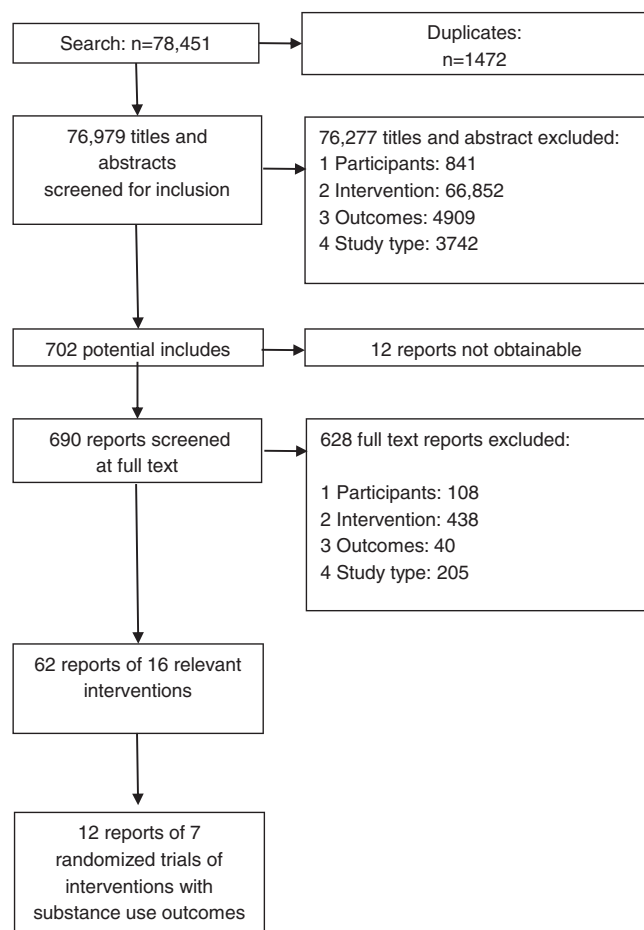 Search: n=78,451
Duplicates:
n=1472
76,979 titles and
abstracts
screened for inclusion
76,277 titles and abstract excluded:
1 Participants: 841
2 Intervention: 66,852
3 Outcomes: 4909
4 Study type: 3742
702 potential includes
12 reports not obtainable
690 reports screened
at full text
628 full text reports excluded:
1 Participants: 108
2 Intervention: 438
3 Outcomes: 40
4 Study type: 205
62 reports of 16 relevant
interventions
12 reports of 7
randomized trials of
interventions with
substance use outcomes